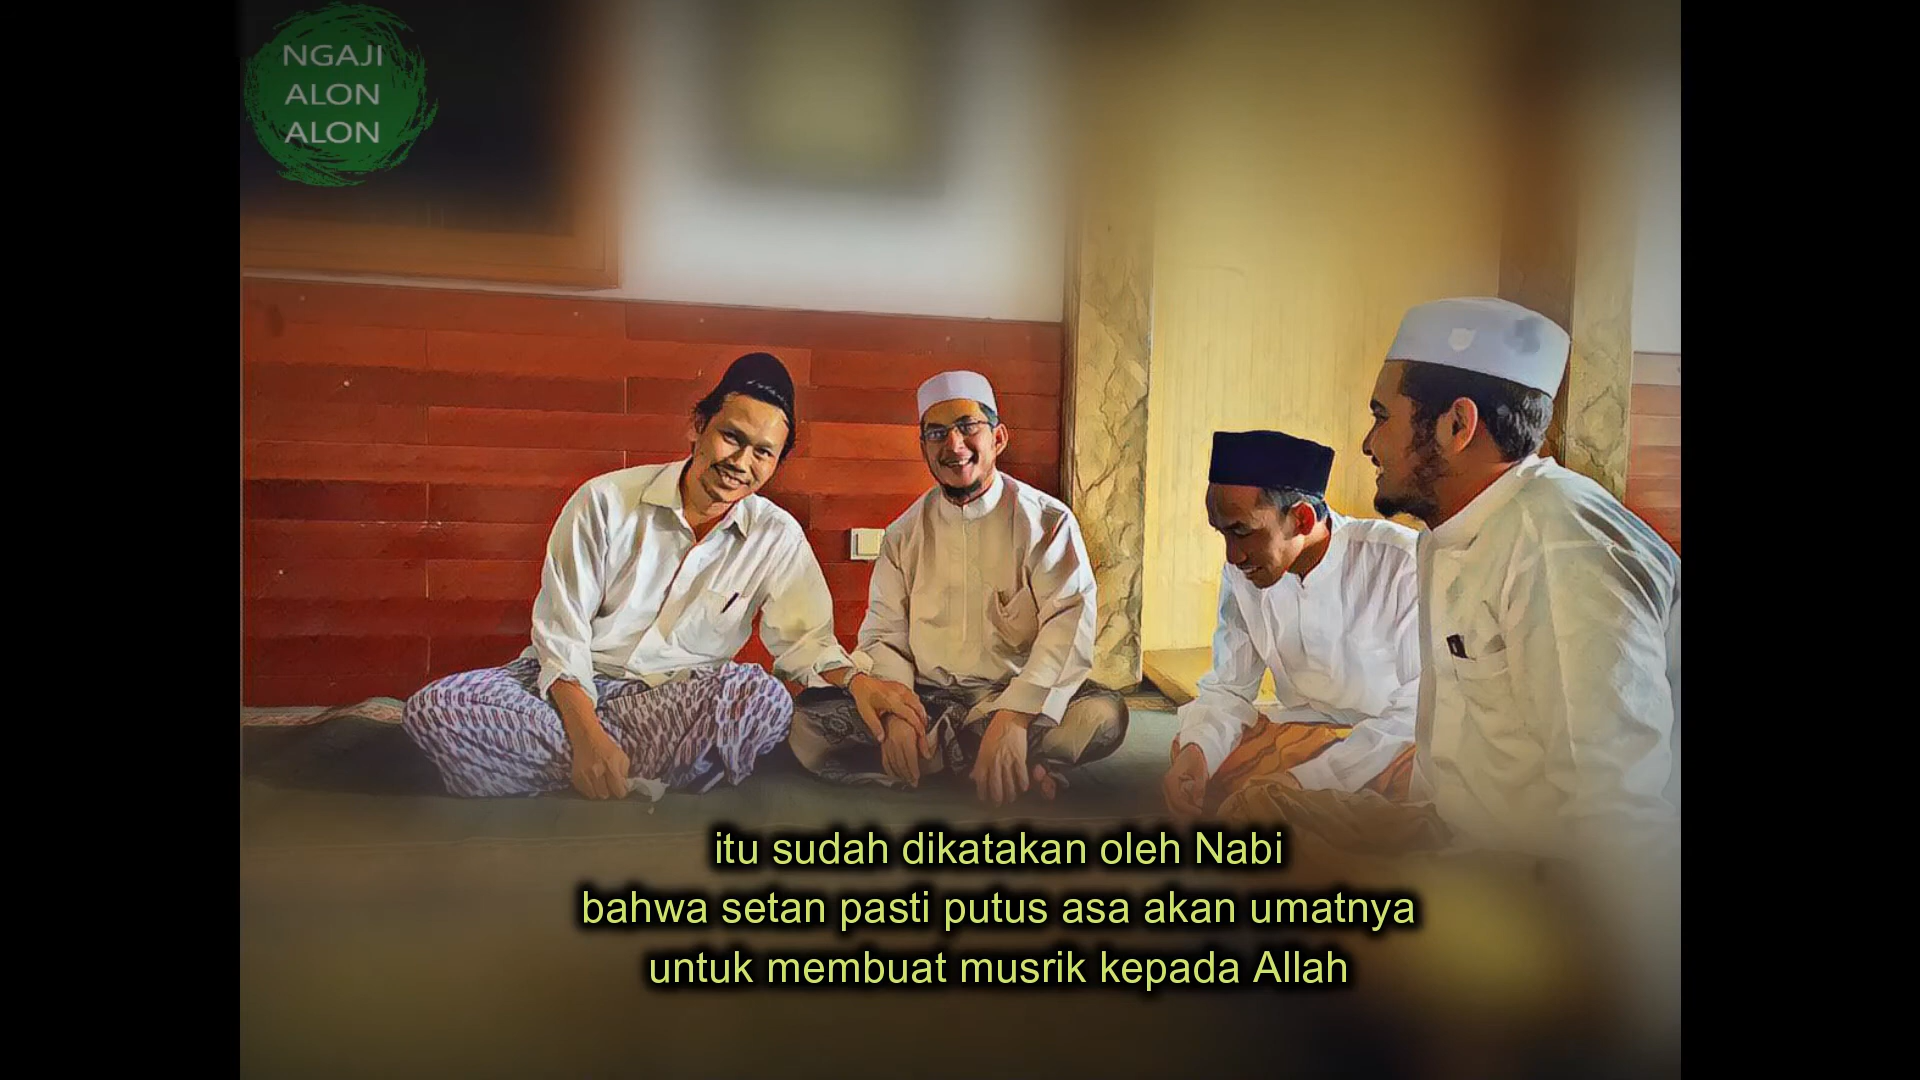 NGAJI
ALON
ALON
itu sudah dikatakan oleh Nabi
bahwa setan pasti putus asa akan umatnya
untuk membuat musrik kepada Allah